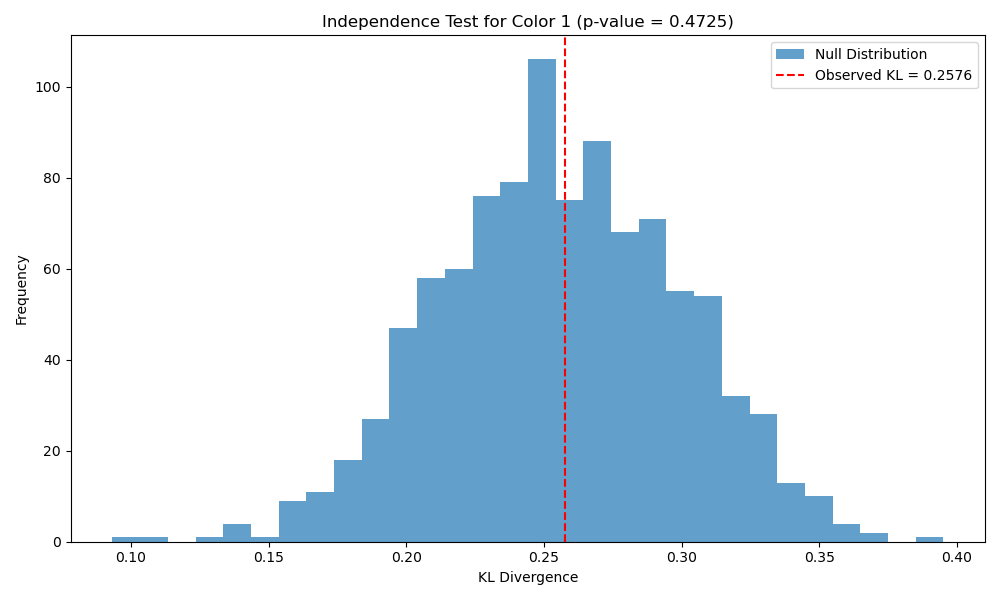 Independence Test for Color 1 (p-value = 0.4725)
Null Distribution
Observed KL = 0.2576
Frequency
100
80
60
40
20
0
0.10 0.15 0.20 0.25 0.30 0.35 0.40
KL Divergence